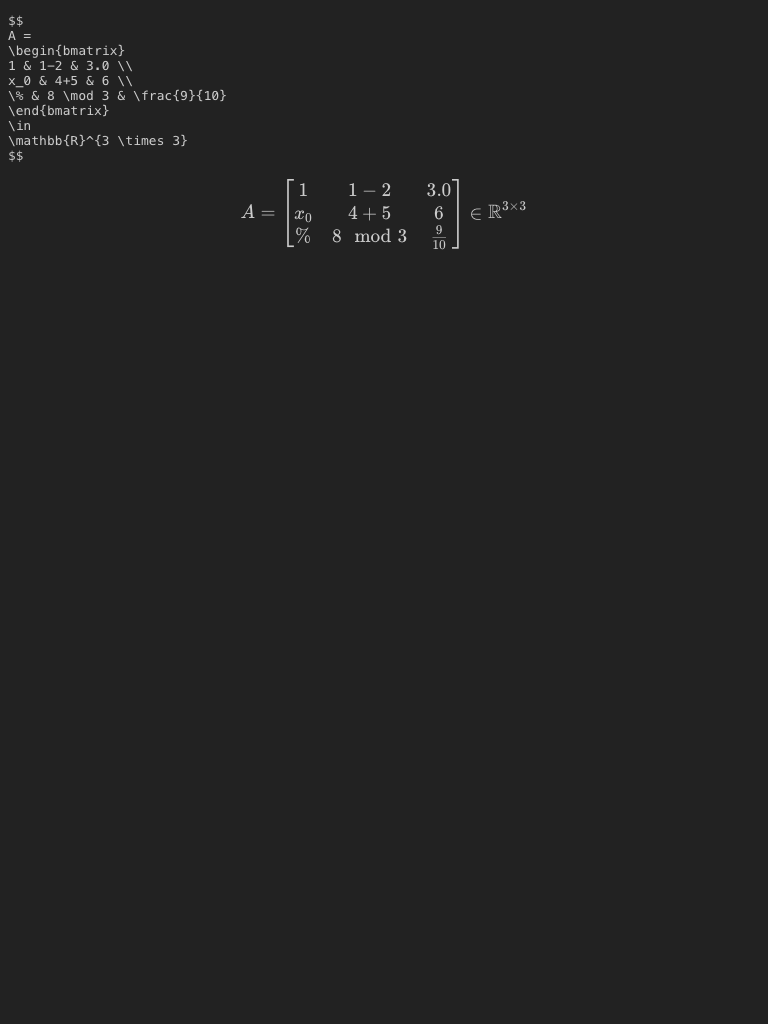 $$
A =
\begin{bmatrix}
1 & 1−2 & 3.0 \\
x_0 & 4+5 & 6 \\
\% & 8 \mod 3 & \frac{9}{10}
\end{bmatrix}
\in
\mathbb{R}^{3 \times 3}
$$
1 1 − 2 3.0
A = x₀ 4 + 5 6 ∈ ℝ³ˣ³
% 8 mod 3 9/10